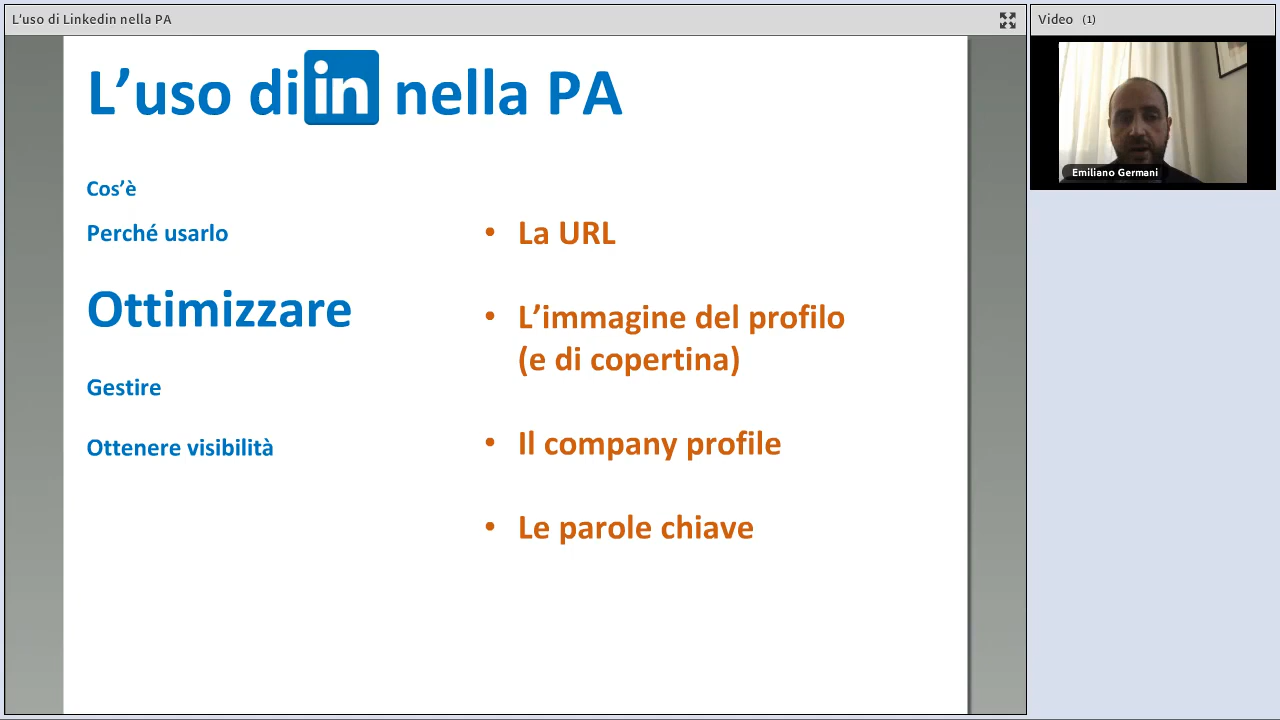 L'uso di Linkedin nella PA
Video (1)
L’uso di in nella PA
Cos’è
Perché usarlo
Ottimizzare
Gestire
Ottenere visibilità
• La URL
• L’immagine del profilo
(e di copertina)
• Il company profile
• Le parole chiave
Emiliano Germani